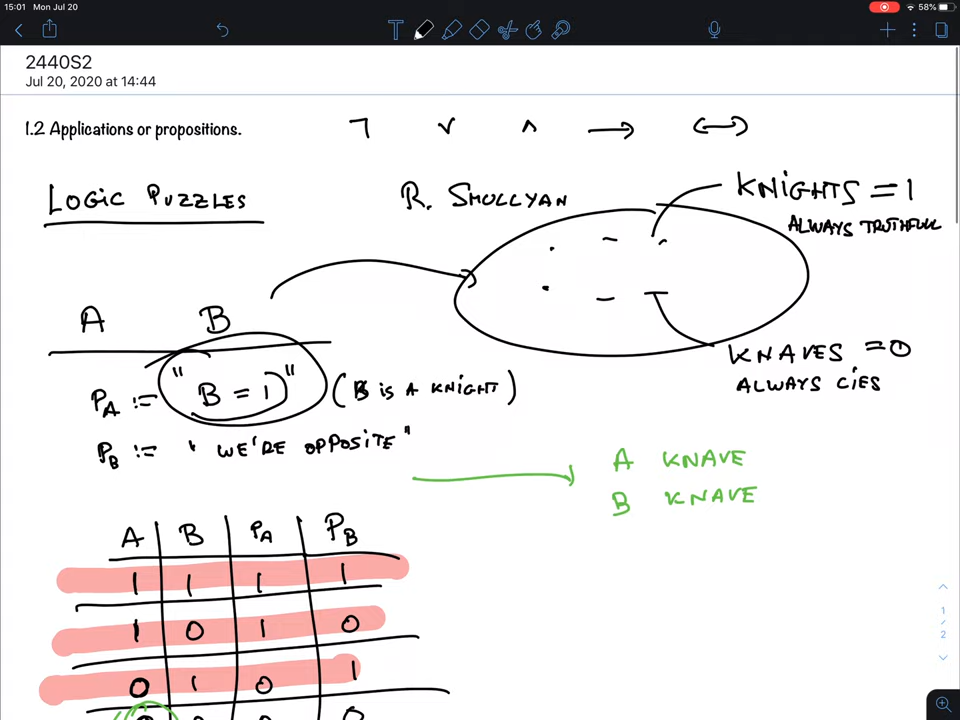 15:01 Mon Jul 20
58%
2440S2
Jul 20, 2020 at 14:44
1.2 Applications or propositions. ¬ ∨ ∧ → ↔
LOGIC PUZZLES
R. SMULLYAN
KNIGHTS = 1
ALWAYS TRUTHFUL
KNAVES = 0
ALWAYS LIES
A B
P_A := "B = 1" (B IS A KNIGHT)
P_B := "WE'RE OPPOSITE"
A KNAVE
B KNAVE
A B P_A P_B
1 1 1 1
1 0 1 0
0 1 0 1
1 / 2